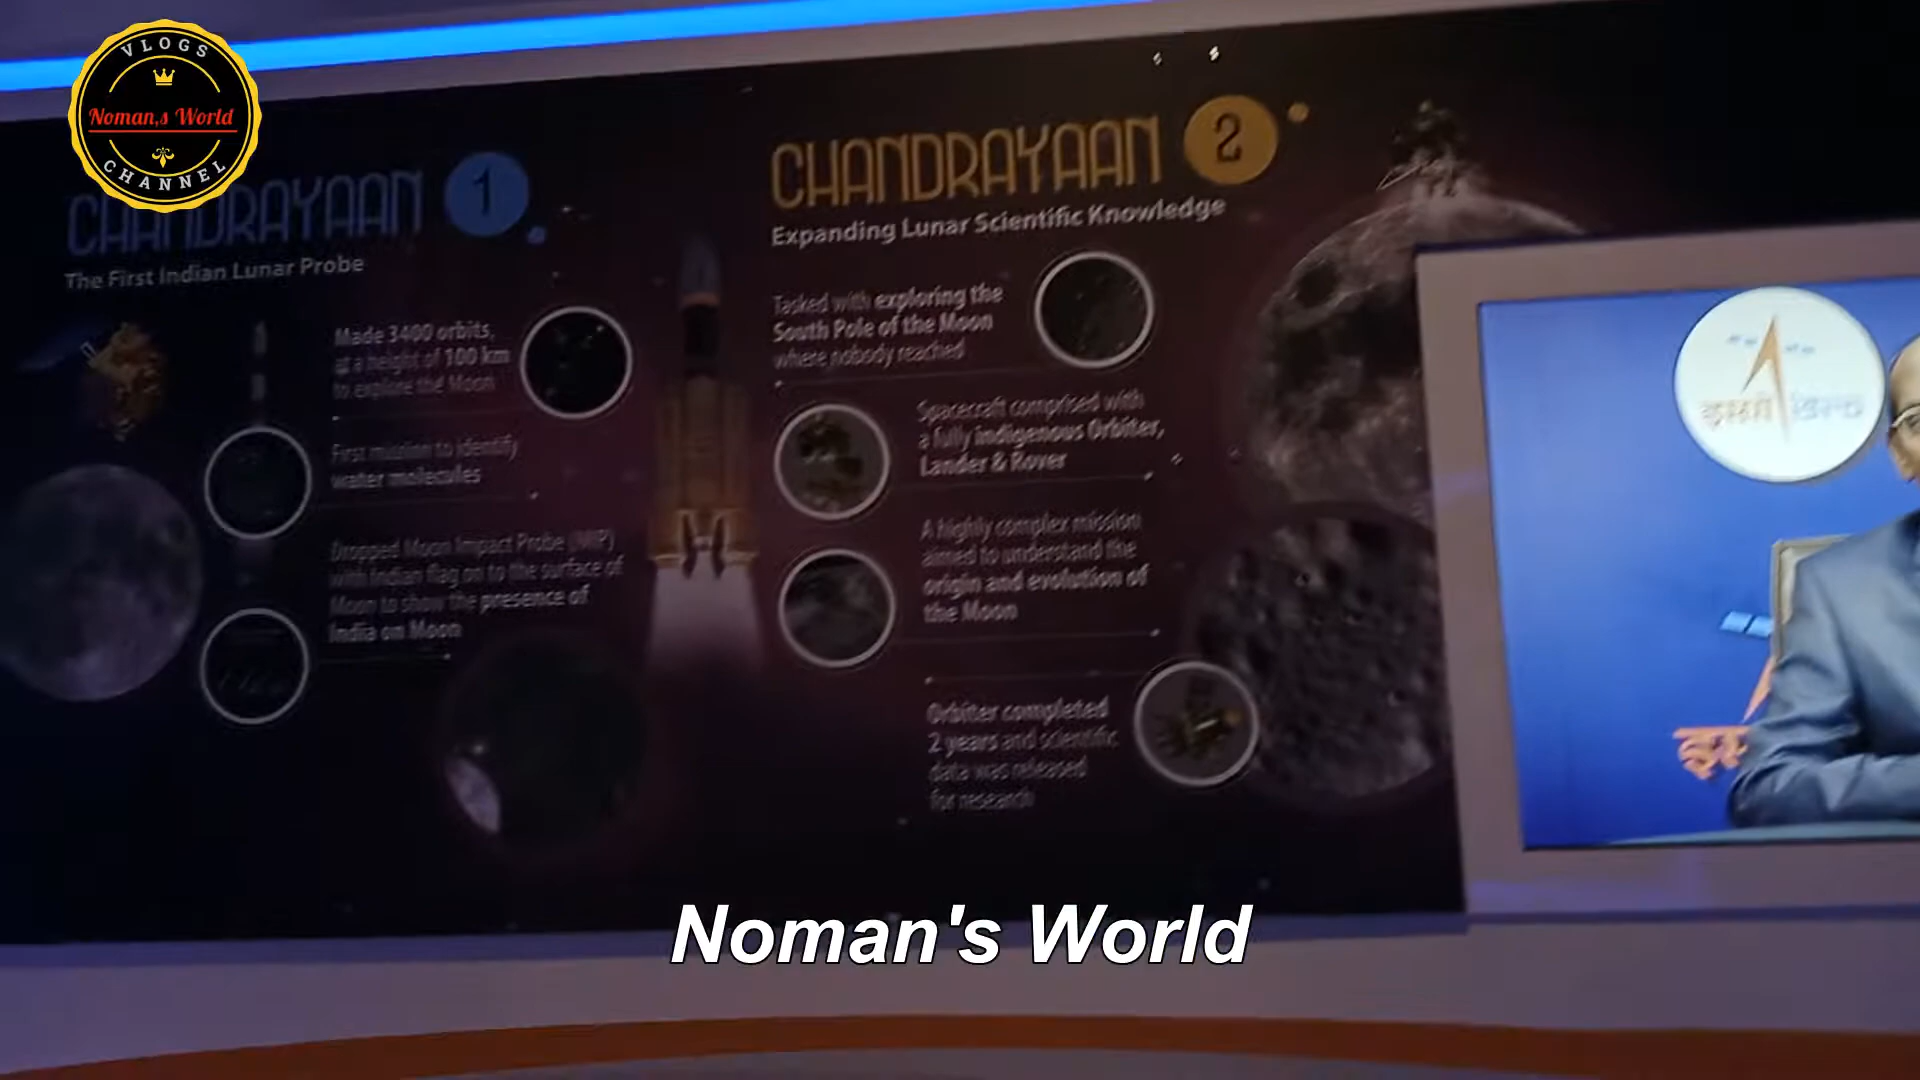 VLOGS
Noman,s World
CHANNEL
CHANDRAYAAN 1
The First Indian Lunar Probe
Made 3400 orbits,
at a height of 100 km
to explore the Moon
First mission to identify
water molecules
Dropped Moon Impact Probe (MIP)
with Indian flag on to the surface of
Moon to show the presence of
India on Moon
CHANDRAYAAN 2
Expanding Lunar Scientific Knowledge
Tasked with exploring the
South Pole of the Moon
where nobody reached
Spacecraft comprised with
a fully indigenous Orbiter,
Lander & Rover
A highly complex mission
aimed to understand the
origin and evolution of
the Moon
Orbiter completed
2 years and scientific
data was released
for research
इसरो
Noman's World